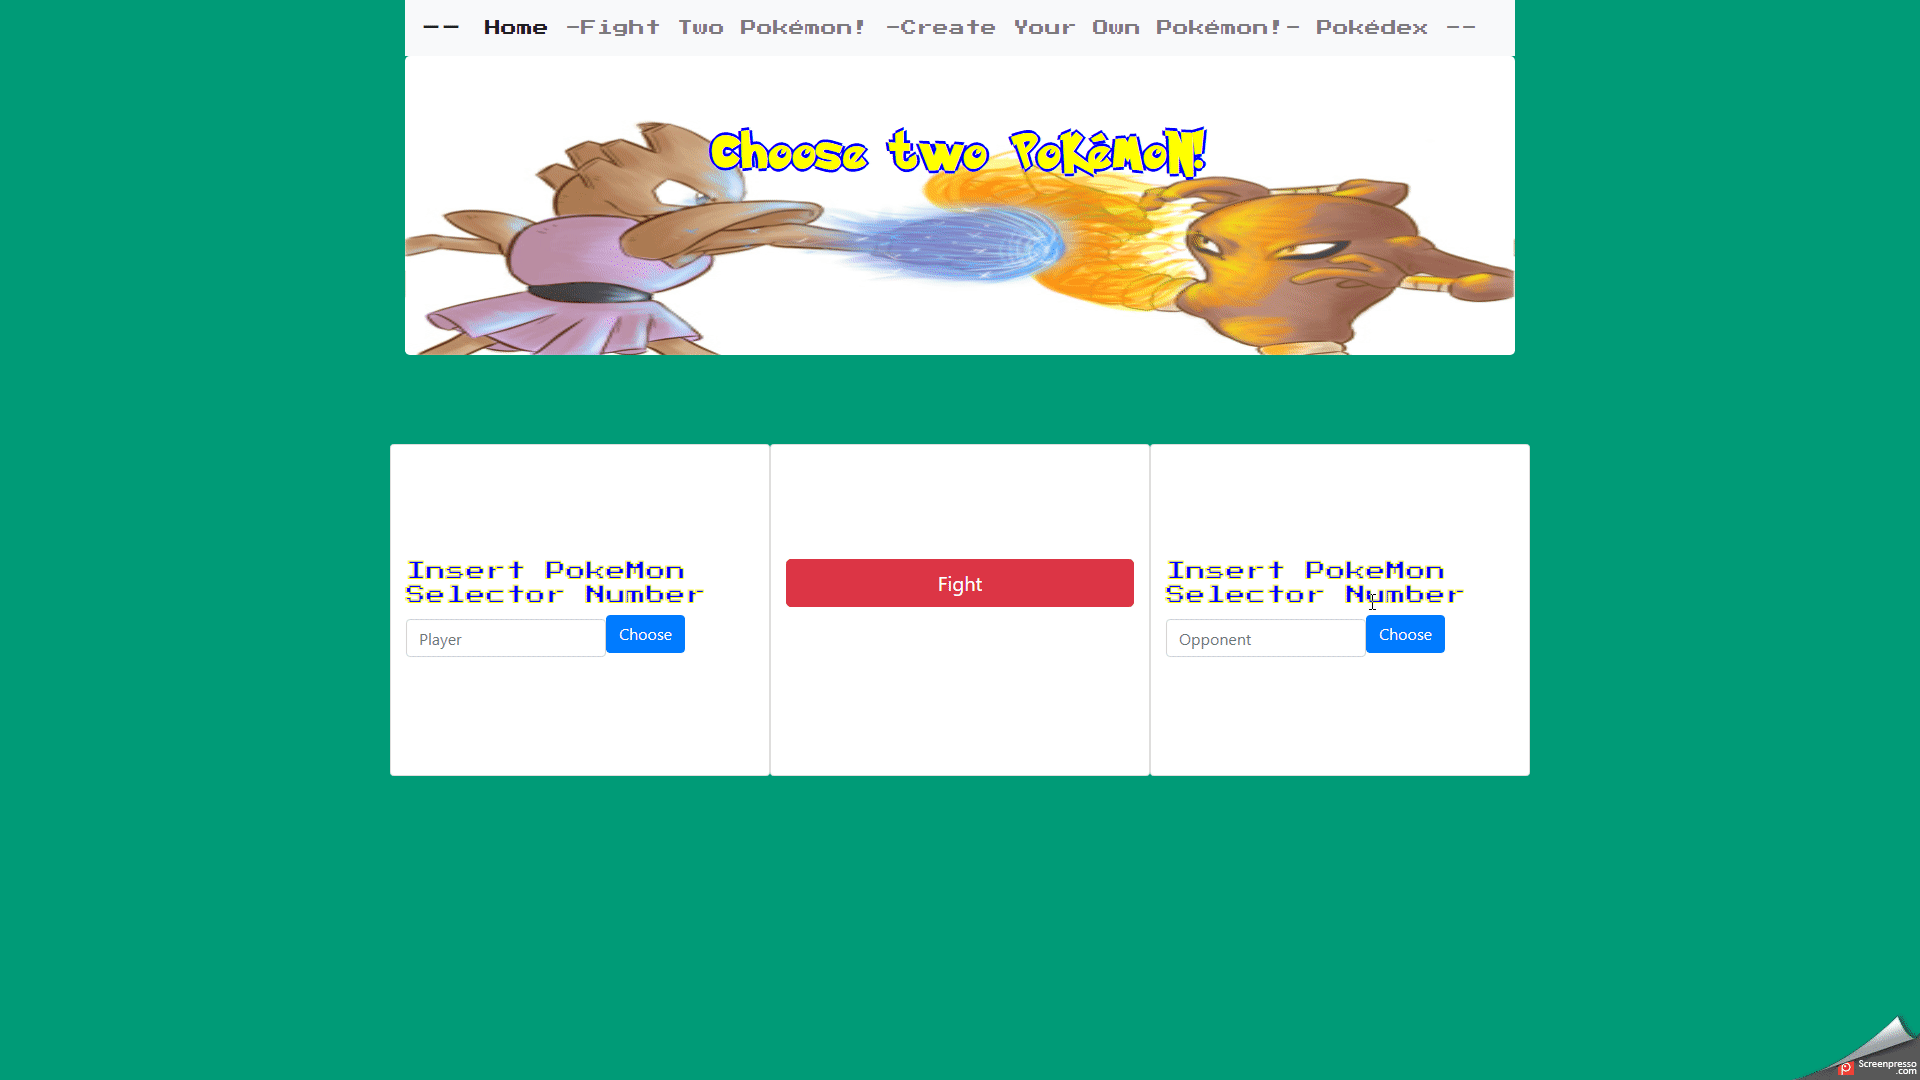 -- Home -Fight Two Pokémon! -Create Your Own Pokémon!- Pokédex --
Choose two PoKéMoN!
Insert PokeMon
Selector Number
Player
Choose
Fight
Insert PokeMon
Selector Number
Opponent
Choose
Screenpresso
.com